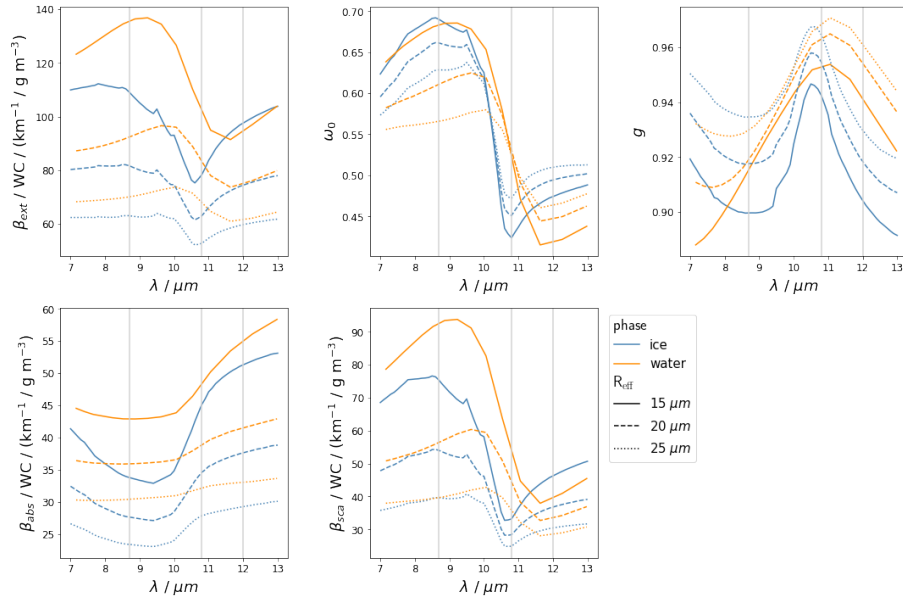 140
120
100
80
60
7 8 9 10 11 12 13
λ / μm
β_ext / WC / (km⁻¹ / g m⁻³)
0.70
0.65
0.60
0.55
0.50
0.45
7 8 9 10 11 12 13
λ / μm
ω₀
0.96
0.94
0.92
0.90
7 8 9 10 11 12 13
λ / μm
g
60
55
50
45
40
35
30
25
7 8 9 10 11 12 13
λ / μm
β_abs / WC / (km⁻¹ / g m⁻³)
90
80
70
60
50
40
30
7 8 9 10 11 12 13
λ / μm
β_sca / WC / (km⁻¹ / g m⁻³)
phase
ice
water
R_eff
15 μm
20 μm
25 μm